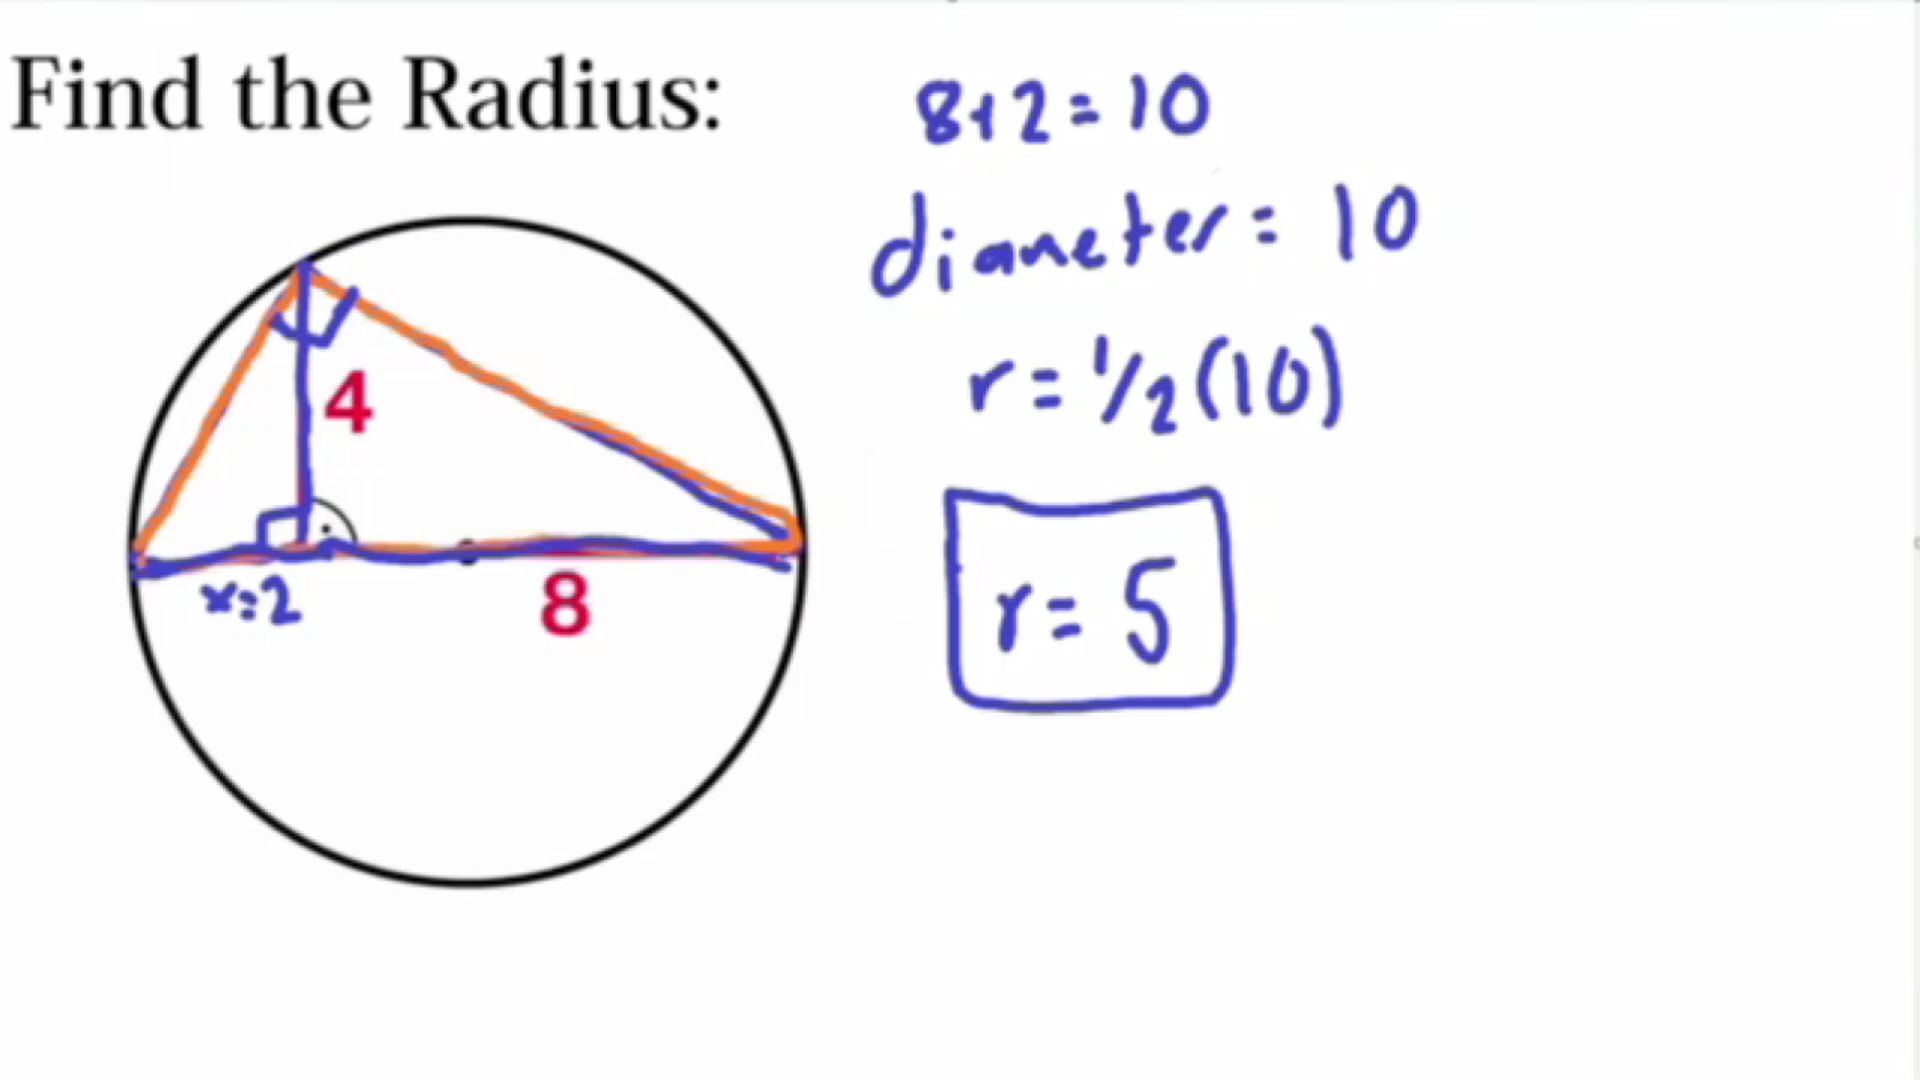 Find the Radius:
8+2=10
diameter= 10
r= 1/2(10)
4
r= 5
x=2
8